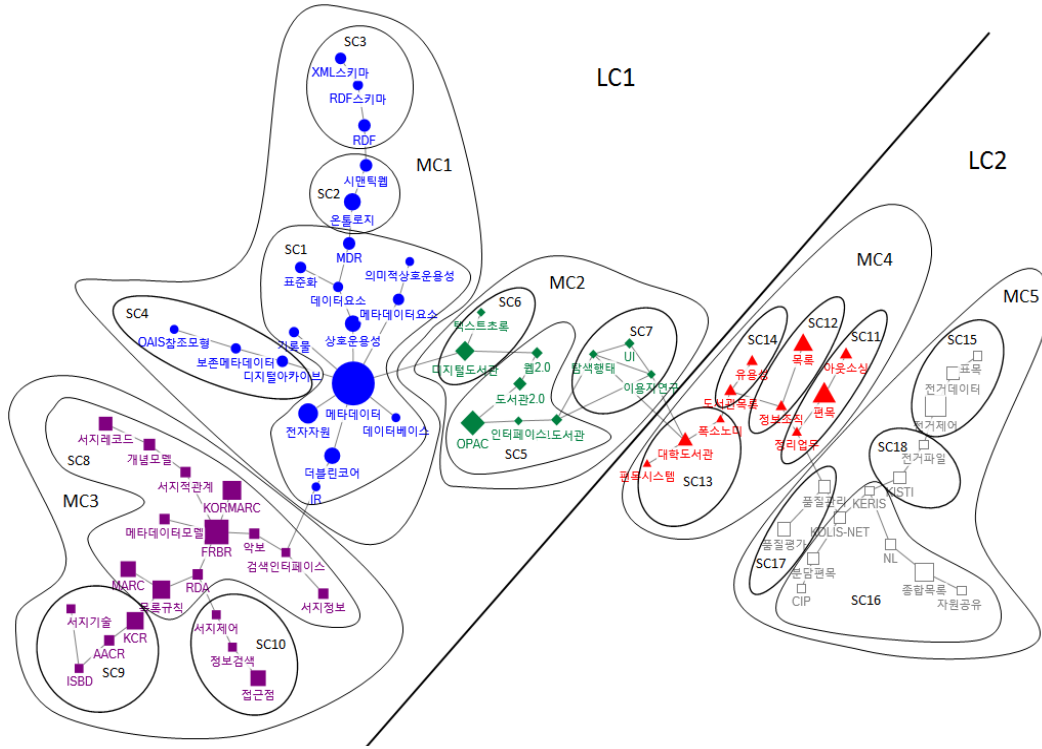 SC3
XML스키마
RDF스키마
RDF
LC1
LC2
MC1
시맨틱웹
SC2
온톨로지
MDR
SC1
의미적상호운용성
표준화
데이터요소
메타데이터요소
상호운용성
기록물
SC4
OAIS참조모형
보존메타데이터
디지털아카이브
메타데이터
전자자원
데이터베이스
더블린코어
IR
MC2
SC6
텍스트초록
디지털도서관
웹2.0
도서관2.0
OPAC
인터페이스
SC5
SC7
UI
탐색행태
이용자연구
MC4
SC14
유용성
도서관목록
SC12
목록
정보조직
SC11
아웃소싱
편목
정리업무
폭소노미
대학도서관
편목시스템
SC13
MC5
SC15
표목
전거데이터
전거제어
SC18
전거파일
KISTI
KERIS
품질관리
KOLIS-NET
품질평가
NL
SC17
분담편목
CIP
종합목록
자원공유
SC16
서지레코드
SC8
개념모델
MC3
서지적관계
KORMARC
메타데이터모델
FRBR
악보
검색인터페이스
MARC
목록규칙
RDA
서지정보
서지기술
KCR
AACR
ISBD
SC9
서지제어
SC10
정보검색
접근점